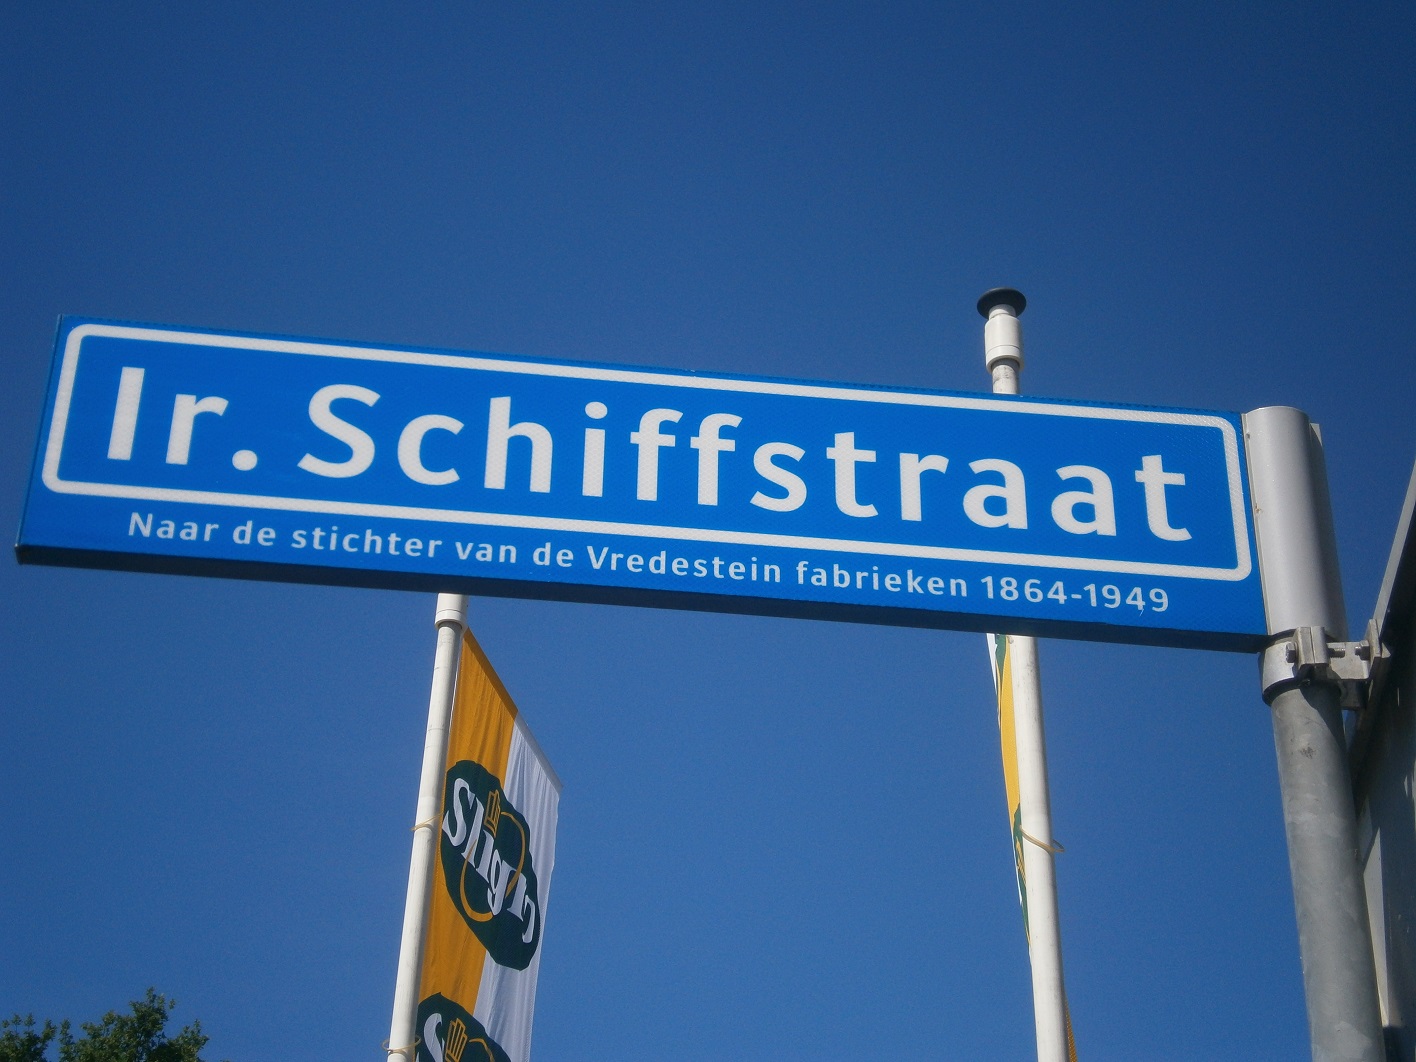 Ir. Schiffstraat
Naar de stichter van de Vredestein fabrieken 1864-1949
Sligro